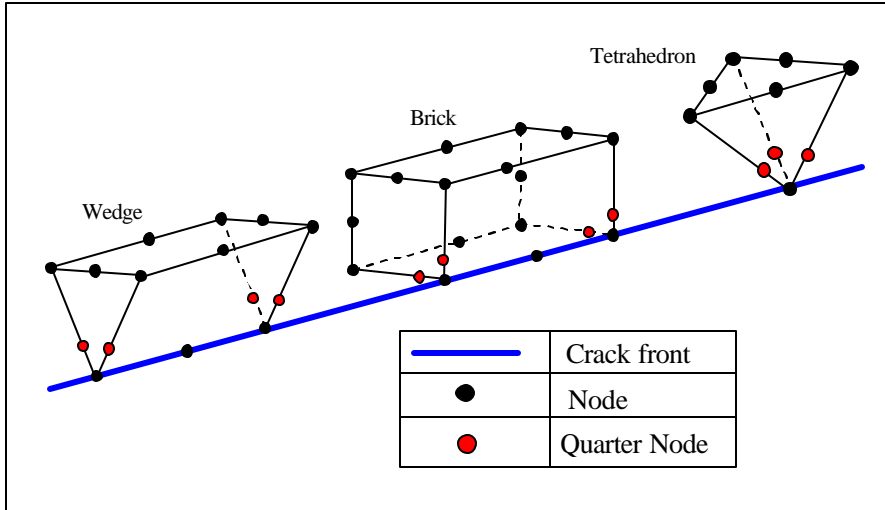 Tetrahedron
Brick
Wedge
Crack front
Node
Quarter Node